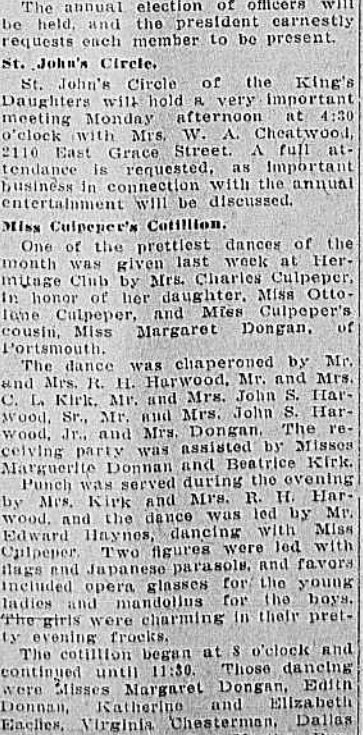 The annual election of officers will
be held, and the president earnestly
requests each member to be present.
St. John's Circle.
St. John's Circle of the King's
Daughters will hold a very important
meeting Monday afternoon at 4:30
o'clock with Mrs. W. A. Cheatwood,
2110 East Grace Street. A full at-
tendance is requested, as important
business in connection with the annual
entertainment will be discussed.
Miss Culpeper's Cotillion.
One of the prettiest dances of the
month was given last week at Her-
mitage Club by Mrs. Charles Culpeper,
in honor of her daughter, Miss Otto-
lane Culpeper, and Miss Culpeper's
cousin, Miss Margaret Dongan, of
Portsmouth.
The dance was chaperoned by Mr.
and Mrs. R. H. Harwood, Mr. and Mrs.
C. L. Kirk, Mr. and Mrs. John S. Har-
wood, Sr., Mr. and Mrs. John S. Har-
wood, Jr., and Mrs. Dongan. The re-
ceiving party was assisted by Misses
Marguerite Donnan and Beatrice Kirk.
Punch was served during the evening
by Mrs. Kirk and Mrs. R. H. Har-
wood, and the dance was led by Mr.
Edward Haynes, dancing with Miss
Culpeper. Two figures were led with
flags and Japanese parasols, and favors
included opera glasses for the young
ladies and mandolins for the boys.
The girls were charming in their pret-
ty evening frocks.
The cotillion began at 8 o'clock and
continued until 11:30. Those dancing
were Misses Margaret Dongan, Edith
Donnan, Katherine and Elizabeth
Eaches, Virginia Chesterman, Dallas